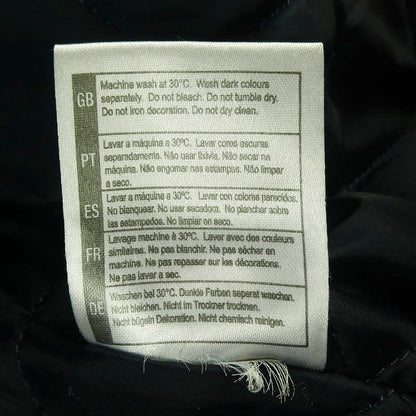 GB
Machine wash at 30°C. Wash dark colours
separately. Do not bleach. Do not tumble dry.
Do not iron decoration. Do not dry clean.
PT
Lavar a máquina a 30°C. Lavar cores escuras
separadamente. Não usar lixívia. Não secar na
máquina. Não engomar nas estampas. Não limpar
a seco.
ES
Lavar a máquina a 30°C. Lavar con colores parecidos.
No blanquear. No usar secadora. No planchar sobre
las estampados. No limpiar en seco.
FR
Lavage machine à 30°C. Laver avec des couleurs
similaires. Ne pas blanchir. Ne pas sécher en
machine. Ne pas repasser sur les décorations.
Ne pas laver a sec.
DE
Waschen bei 30°C. Dunkle Farben seperat waschen.
Nicht bleichen. Nicht im Trockner trocknen.
Nicht bügeln Dekoration. Nicht chemisch reinigen.